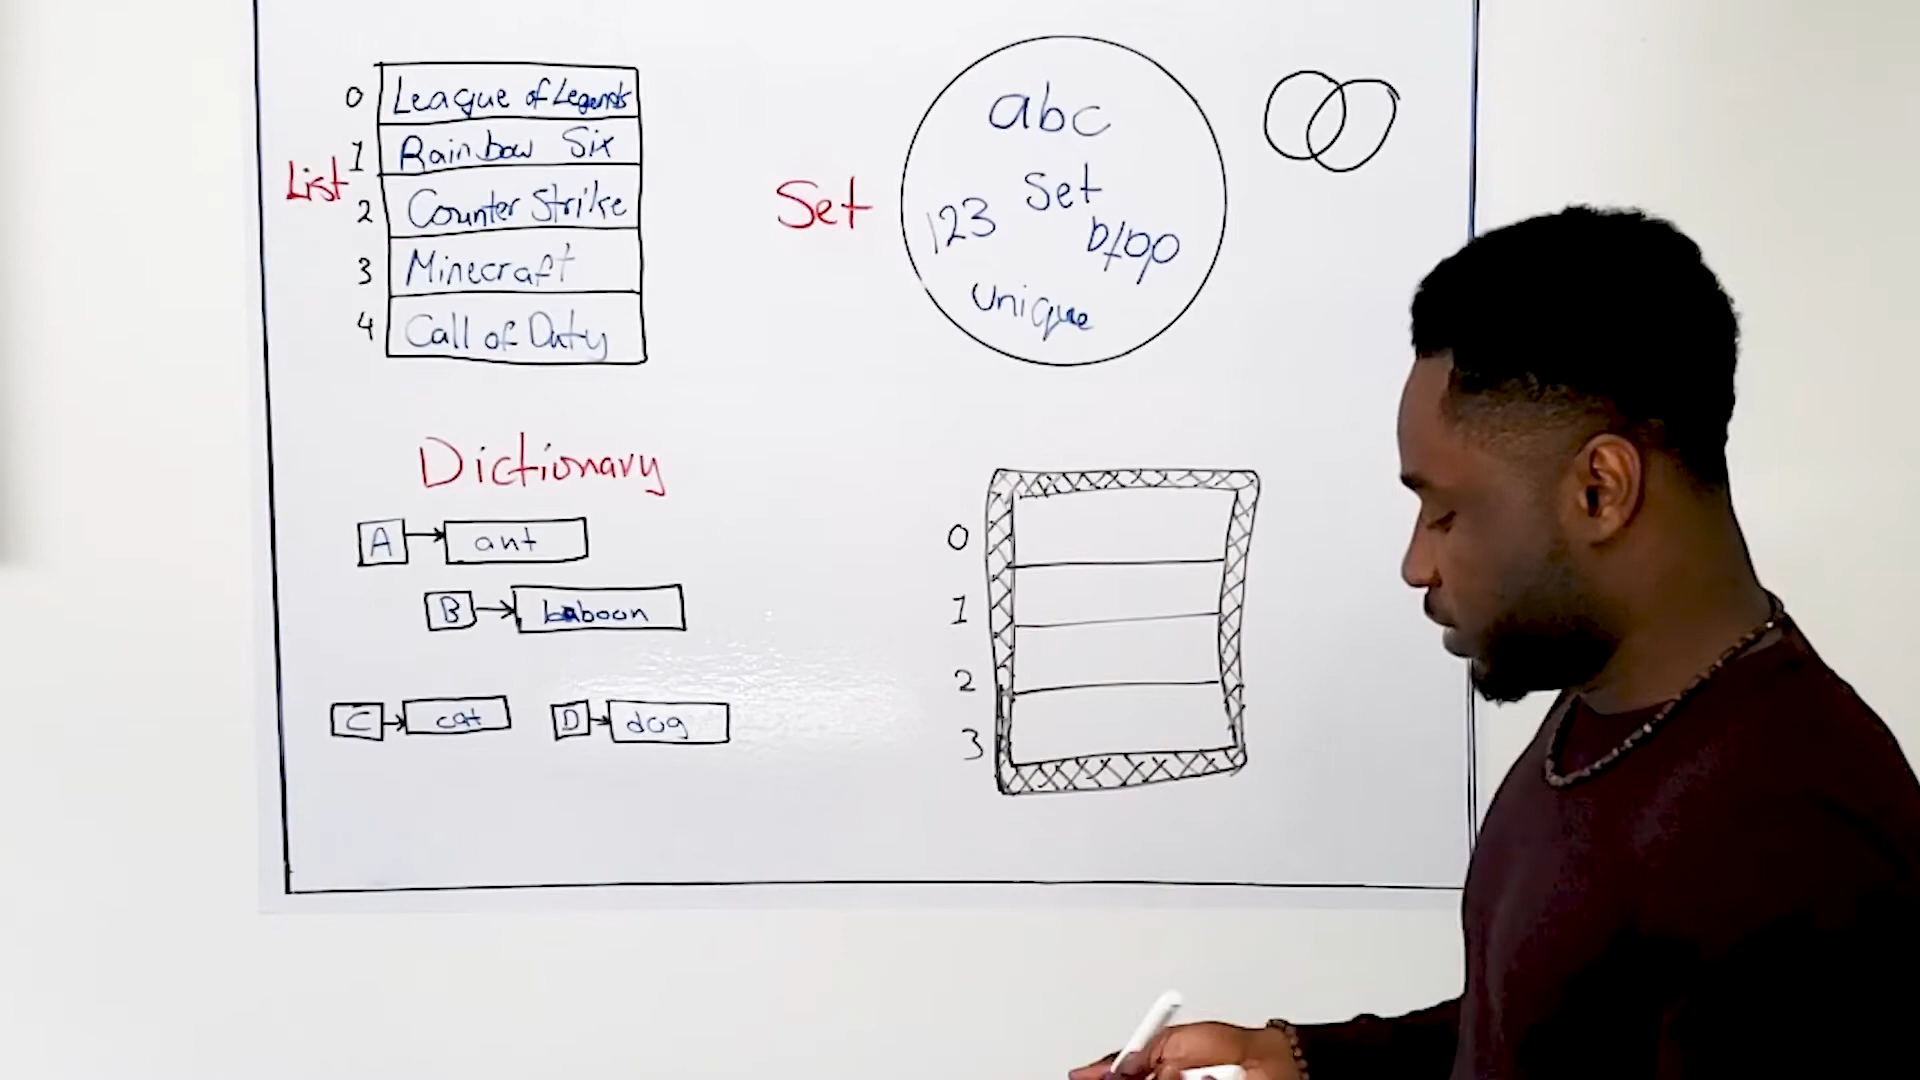 0 League of Legends
1 Rainbow Six
List
2 Counter Strike
3 Minecraft
4 Call of Duty
Set
abc
Set
123
unique
Dictionary
A ant
B baboon
C cat
D dog
0
1
2
3